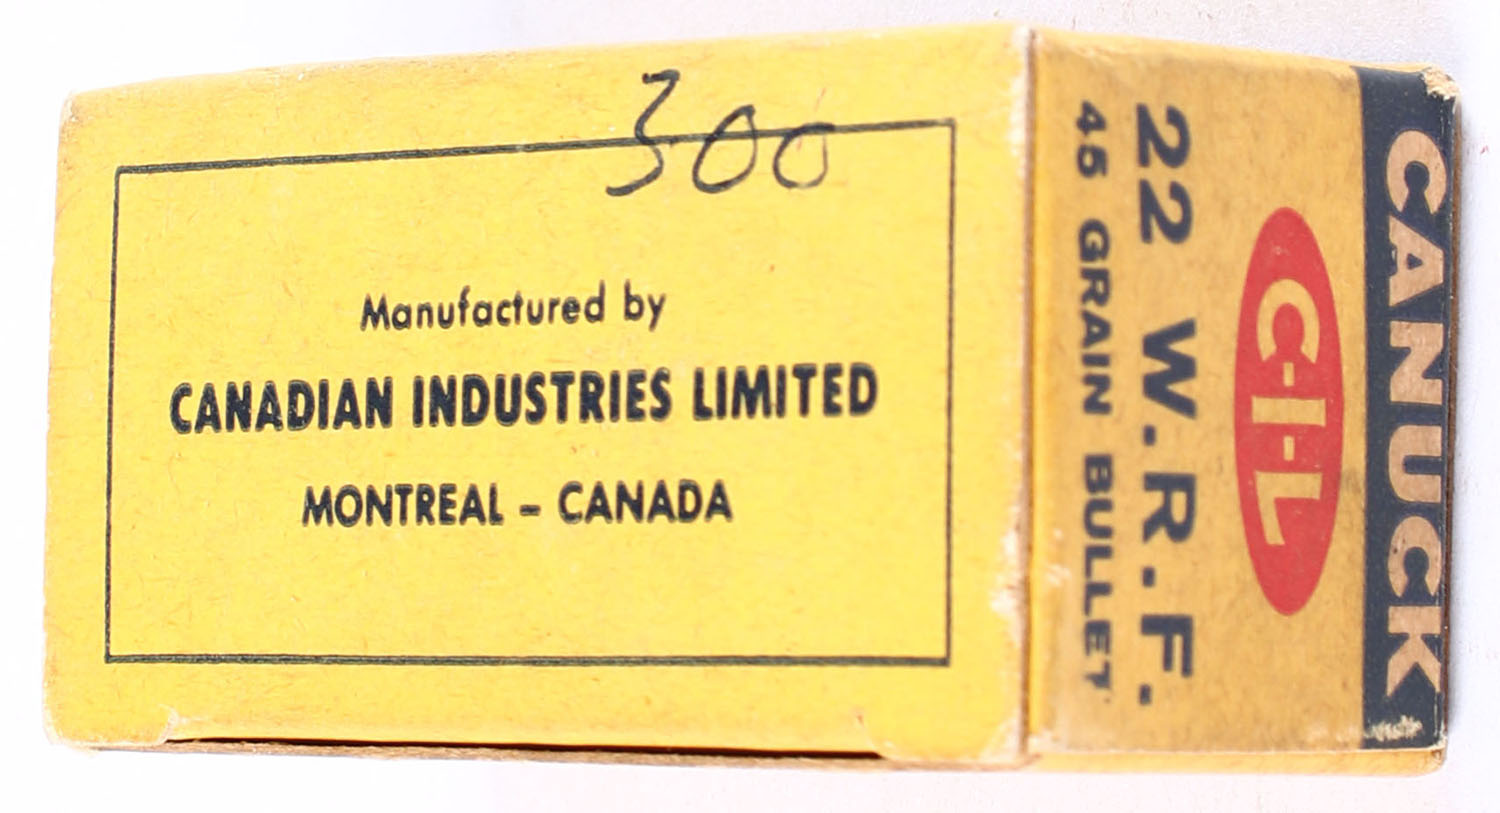 300
Manufactured by
CANADIAN INDUSTRIES LIMITED
MONTREAL - CANADA
CANUCK
C-I-L
22 W.R.F.
45 GRAIN BULLET